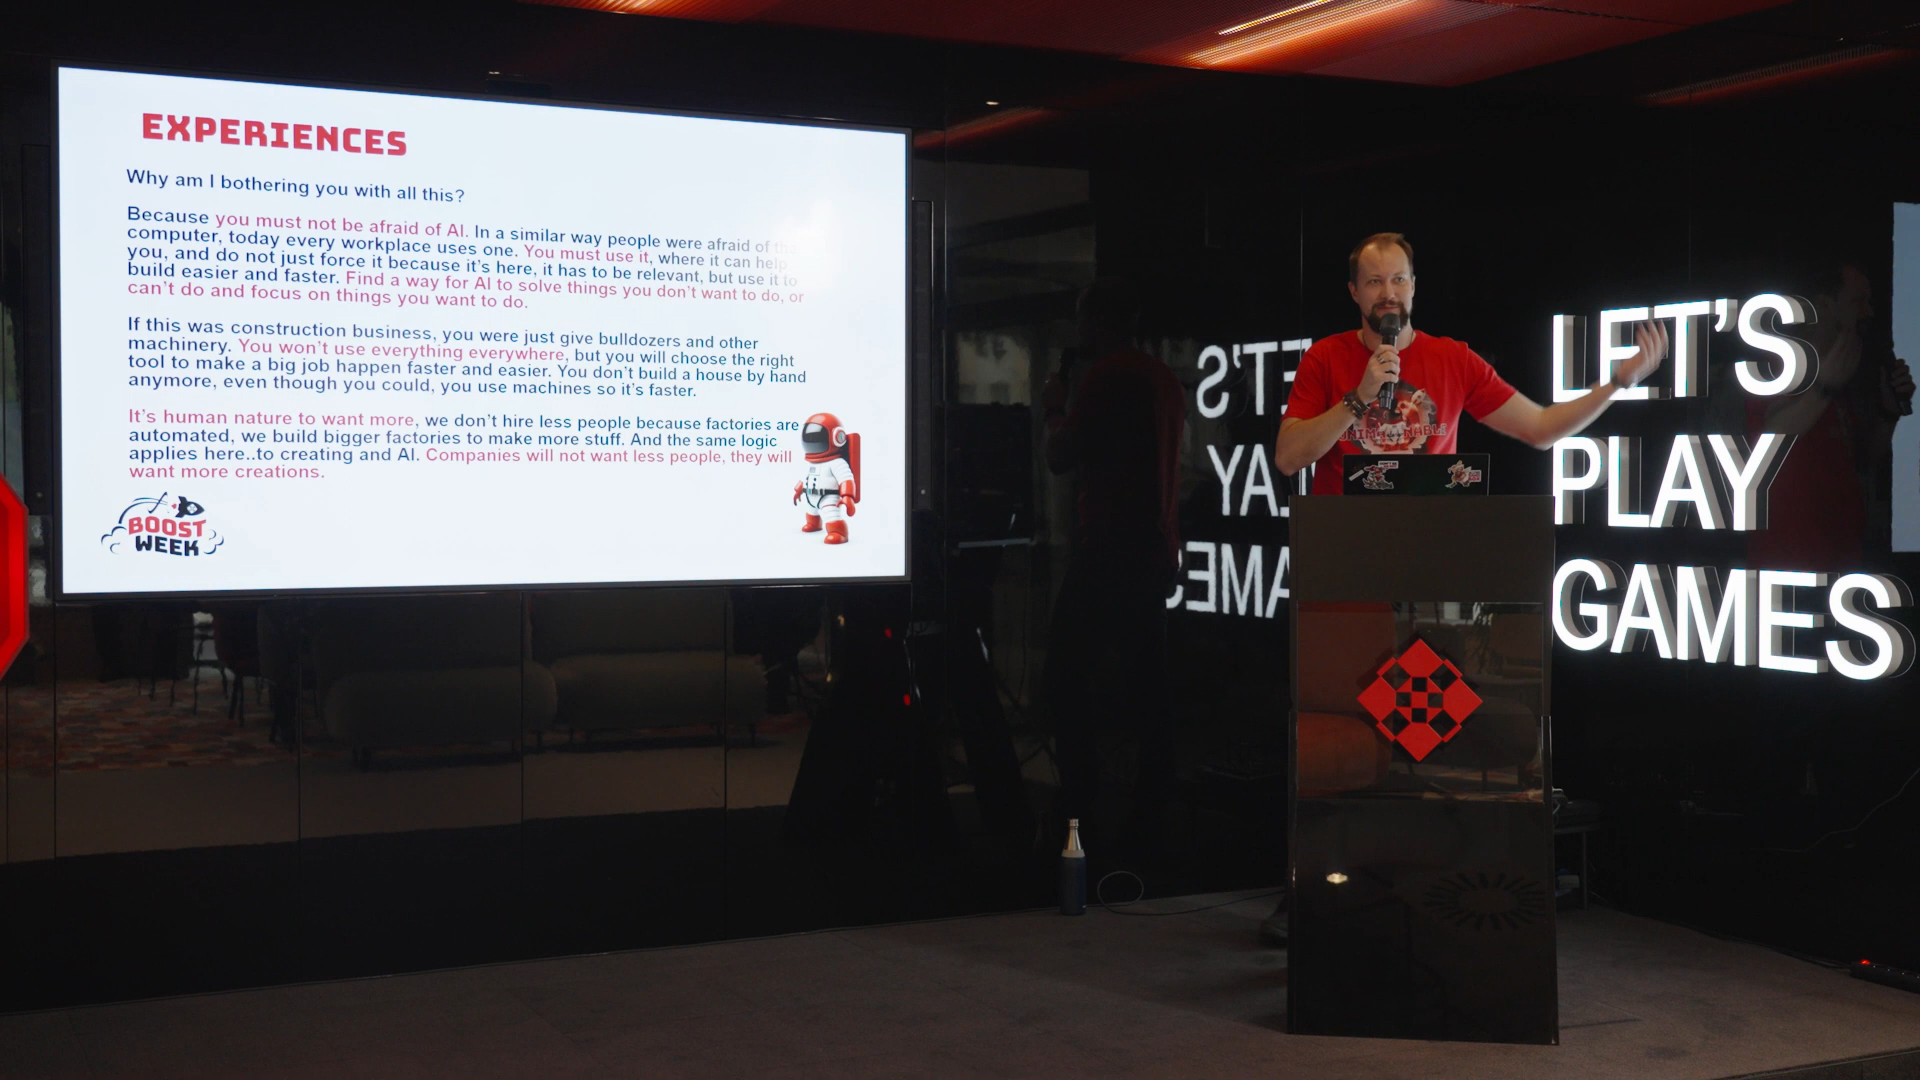 EXPERIENCES
Why am I bothering you with all this?
Because you must not be afraid of AI. In a similar way people were afraid of the
computer, today every workplace uses one. You must use it, where it can help
you, and do not just force it because it's here, it has to be relevant, but use it to
build easier and faster. Find a way for AI to solve things you don't want to do, or
can't do and focus on things you want to do.
If this was construction business, you were just give bulldozers and other
machinery. You won't use everything everywhere, but you will choose the right
tool to make a big job happen faster and easier. You don't build a house by hand
anymore, even though you could, you use machines so it's faster.
It's human nature to want more, we don't hire less people because factories are
automated, we build bigger factories to make more stuff. And the same logic
applies here..to creating and AI. Companies will not want less people, they will
want more creations.
BOOST
WEEK
LET'S
PLAY
GAMES